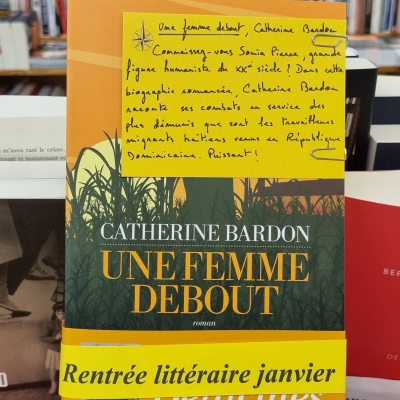 Une femme debout, Catherine Bardon
Connaissez-vous Sonia Pierre, grande
figure humaniste du XXe siècle ? Dans cette
biographie romancée, Catherine Bardon
raconte ses combats au service des
plus démunis que sont les travailleurs
migrants haïtiens venus en République
Dominicaine. Puissant !
CATHERINE BARDON
UNE FEMME
DEBOUT
roman
Rentrée littéraire janvier